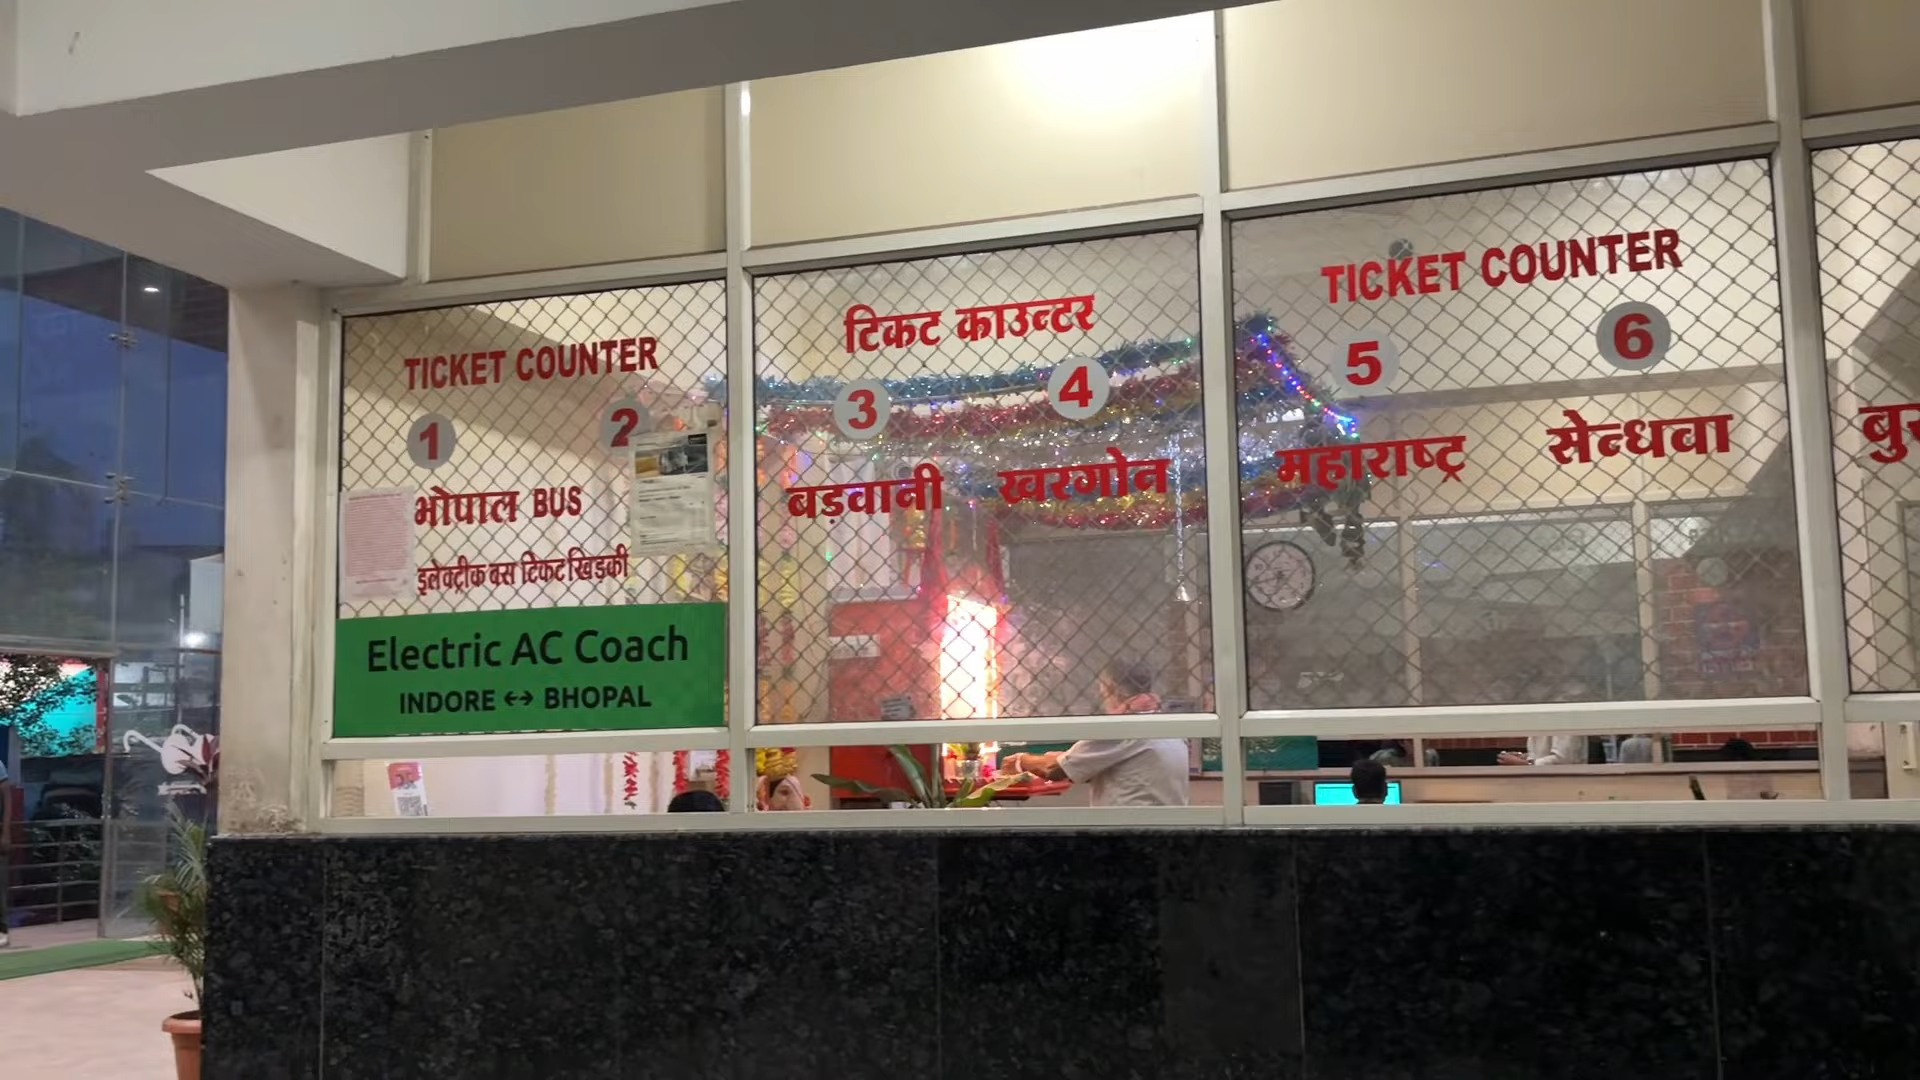 TICKET COUNTER
1 2
भोपाल BUS
इलेक्ट्रीक बस टिकट खिडकी
Electric AC Coach
INDORE ↔ BHOPAL
टिकट काउन्टर
3 4
बड़वानी खरगोन
TICKET COUNTER
5 6
महाराष्ट्र सेन्धवा